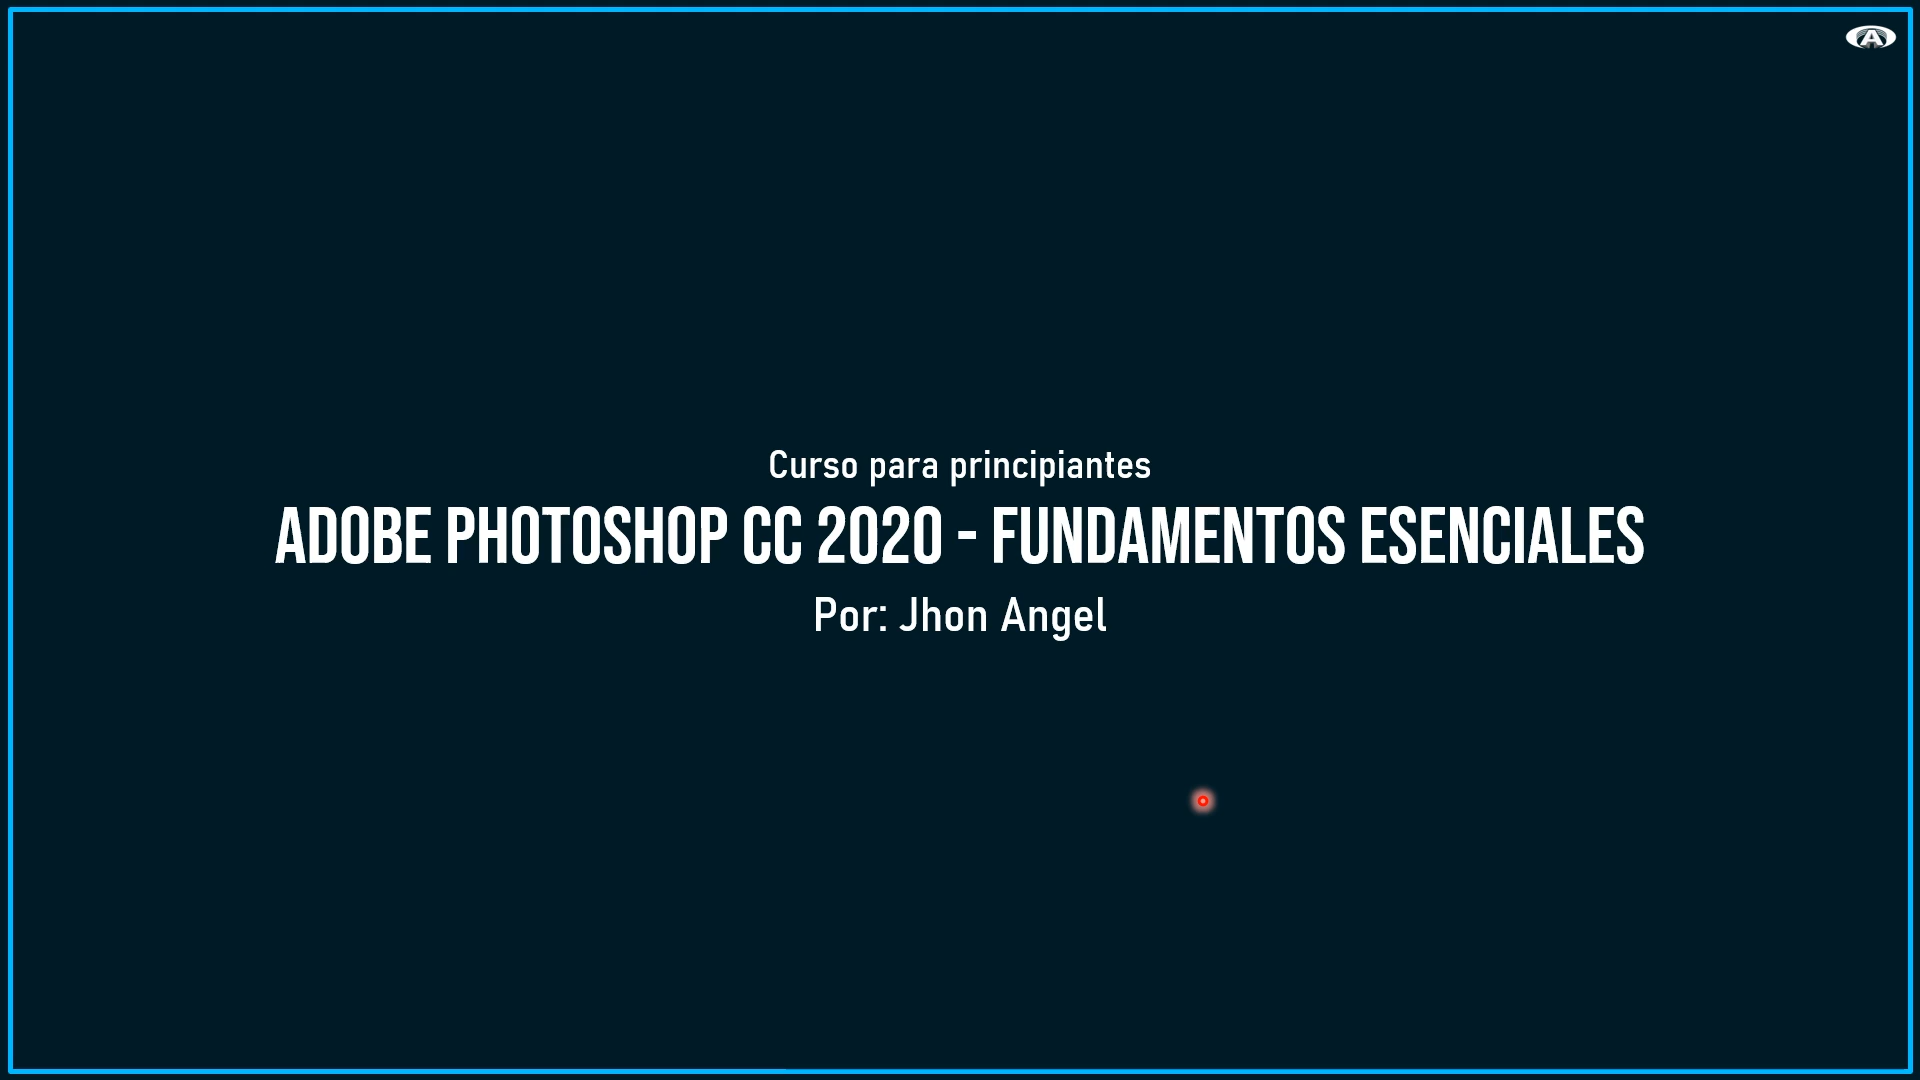 Curso para principiantes
ADOBE PHOTOSHOP CC 2020 - FUNDAMENTOS ESENCIALES
Por: Jhon Angel
A